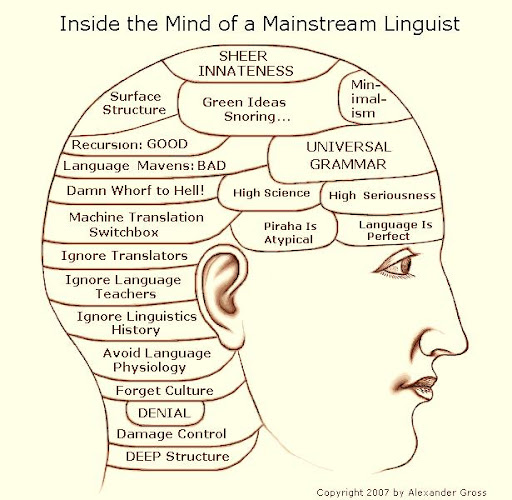 Inside the Mind of a Mainstream Linguist
SHEER
INNATENESS
Surface
Structure
Green Ideas
Snoring...
Min-
imal-
ism
Recursion: GOOD
Language Mavens: BAD
UNIVERSAL
GRAMMAR
Damn Whorf to Hell!
High Science
High Seriousness
Machine Translation
Switchbox
Piraha Is
Atypical
Language Is
Perfect
Ignore Translators
Ignore Language
Teachers
Ignore Linguistics
History
Avoid Language
Physiology
Forget Culture
DENIAL
Damage Control
DEEP Structure
Copyright 2007 by Alexander Gross